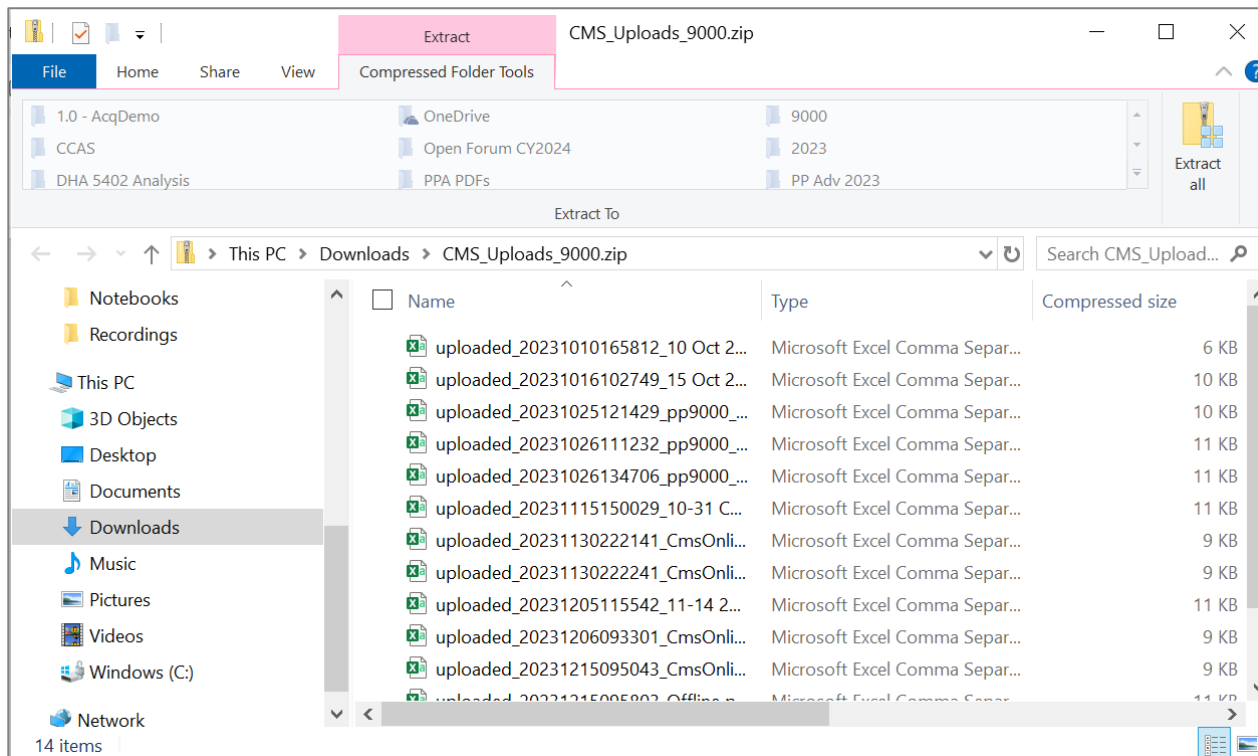 Extract CMS_Uploads_9000.zip
File Home Share View Compressed Folder Tools
1.0 - AcqDemo OneDrive 9000
CCAS Open Forum CY2024 2023
DHA 5402 Analysis PPA PDFs PP Adv 2023
Extract all
Extract To
This PC > Downloads > CMS_Uploads_9000.zip Search CMS_Upload...
Name Type Compressed size
Notebooks
Recordings
This PC
3D Objects
Desktop
Documents
Downloads
Music
Pictures
Videos
Windows (C:)
Network
uploaded_20231010165812_10 Oct 2... Microsoft Excel Comma Separ... 6 KB
uploaded_20231016102749_15 Oct 2... Microsoft Excel Comma Separ... 10 KB
uploaded_20231025121429_pp9000_... Microsoft Excel Comma Separ... 10 KB
uploaded_20231026111232_pp9000_... Microsoft Excel Comma Separ... 11 KB
uploaded_20231026134706_pp9000_... Microsoft Excel Comma Separ... 11 KB
uploaded_20231115150029_10-31 C... Microsoft Excel Comma Separ... 11 KB
uploaded_20231130222141_CmsOnli... Microsoft Excel Comma Separ... 9 KB
uploaded_20231130222241_CmsOnli... Microsoft Excel Comma Separ... 9 KB
uploaded_20231205115542_11-14 2... Microsoft Excel Comma Separ... 11 KB
uploaded_20231206093301_CmsOnli... Microsoft Excel Comma Separ... 9 KB
uploaded_20231215095043_CmsOnli... Microsoft Excel Comma Separ... 9 KB
Microsoft Excel Comma Separ... 11 KB
14 items